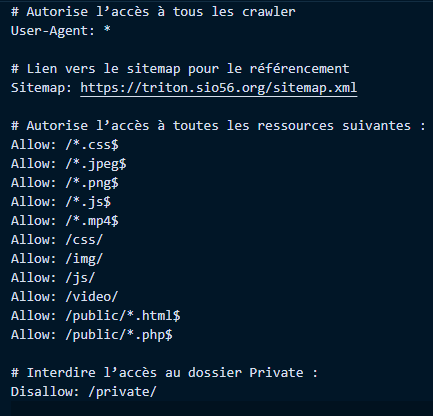 # Autorise l’accès à tous les crawler
User-Agent: *
# Lien vers le sitemap pour le référencement
Sitemap: https://triton.sio56.org/sitemap.xml
# Autorise l’accès à toutes les ressources suivantes :
Allow: /*.css$
Allow: /*.jpeg$
Allow: /*.png$
Allow: /*.js$
Allow: /*.mp4$
Allow: /css/
Allow: /img/
Allow: /js/
Allow: /video/
Allow: /public/*.html$
Allow: /public/*.php$
# Interdire l’accès au dossier Private :
Disallow: /private/